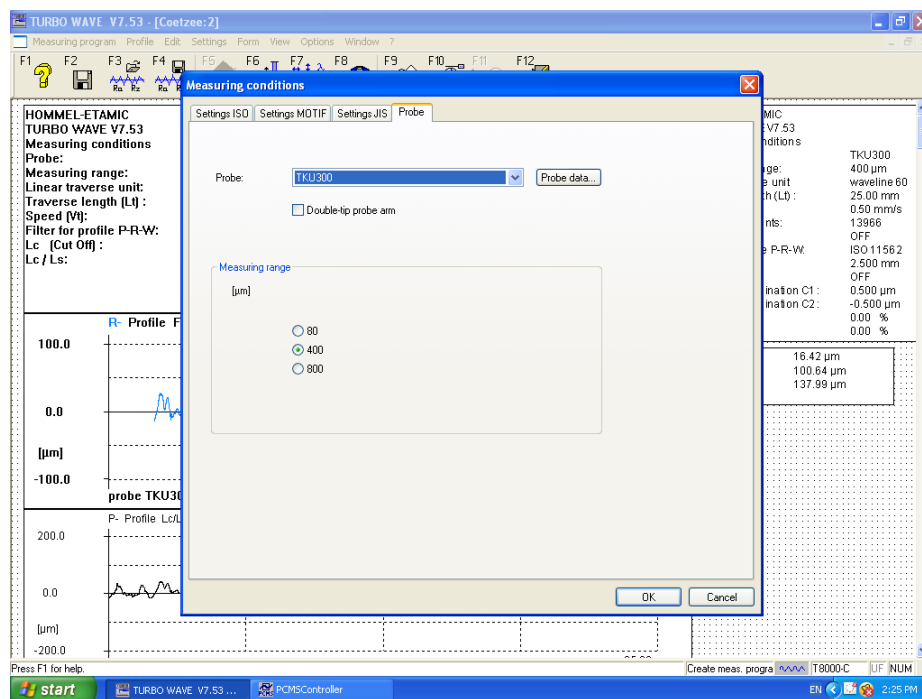 TURBO WAVE V7.53 - [Coetzee:2]
Measuring program Profile Edit Settings Form View Options Window ?
F1 F2 F3 F4 F5 F6 F7 F8 F9 F10 F11 F12
Ra Rz Ra
Measuring conditions
Settings ISO Settings MOTIF Settings JIS Probe
Probe: TKU300 Probe data...
Double-tip probe arm
Measuring range
[µm]
80
400
800
OK Cancel
HOMMEL-ETAMIC
TURBO WAVE V7.53
Measuring conditions
Probe:
Measuring range:
Linear traverse unit:
Traverse length (Lt) :
Speed (Vt):
Filter for profile P-R-W:
Lc (Cut Off) :
Lc / Ls:
R- Profile F
100.0
0.0
[µm]
-100.0
probe TKU30
P- Profile Lc/L
200.0
0.0
[µm]
-200.0
MIC
V7.53
nditions
TKU300
ge: 400 µm
e unit waveline 60
th (Lt) : 25.00 mm
0.50 mm/s
nts: 13966
OFF
e P-R-W: ISO 11562
2.500 mm
OFF
ination C1 : 0.500 µm
ination C2 : -0.500 µm
0.00 %
0.00 %
16.42 µm
100.64 µm
137.99 µm
Press F1 for help. Create meas. progra T8000-C UF NUM
start TURBO WAVE V7.53 ... PCMSController EN 2:25 PM